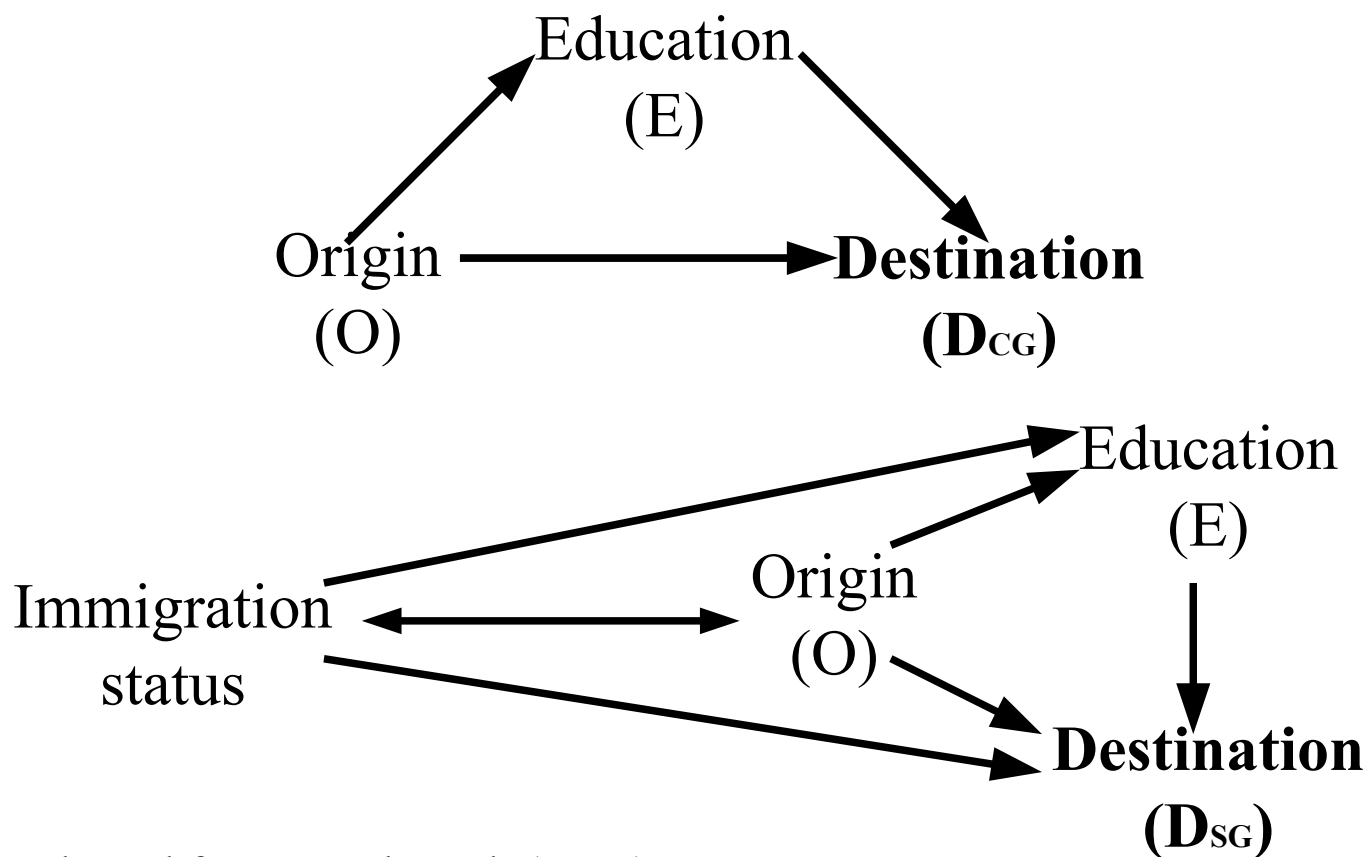 Education
(E)
Origin
(O)
Destination
(DCG)
Education
(E)
Origin
(O)
Immigration
status
Destination
(DSG)